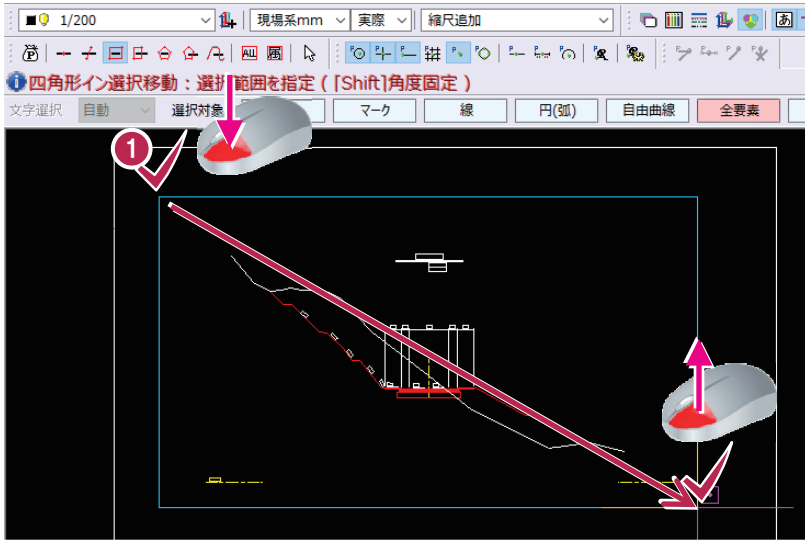 1/200 現場系mm 実際 縮尺追加 あ
ALL
四角形イン選択移動：選択範囲を指定 ( [Shift]角度固定 )
文字選択 自動 選択対象 マーク 線 円(弧) 自由曲線 全要素
1